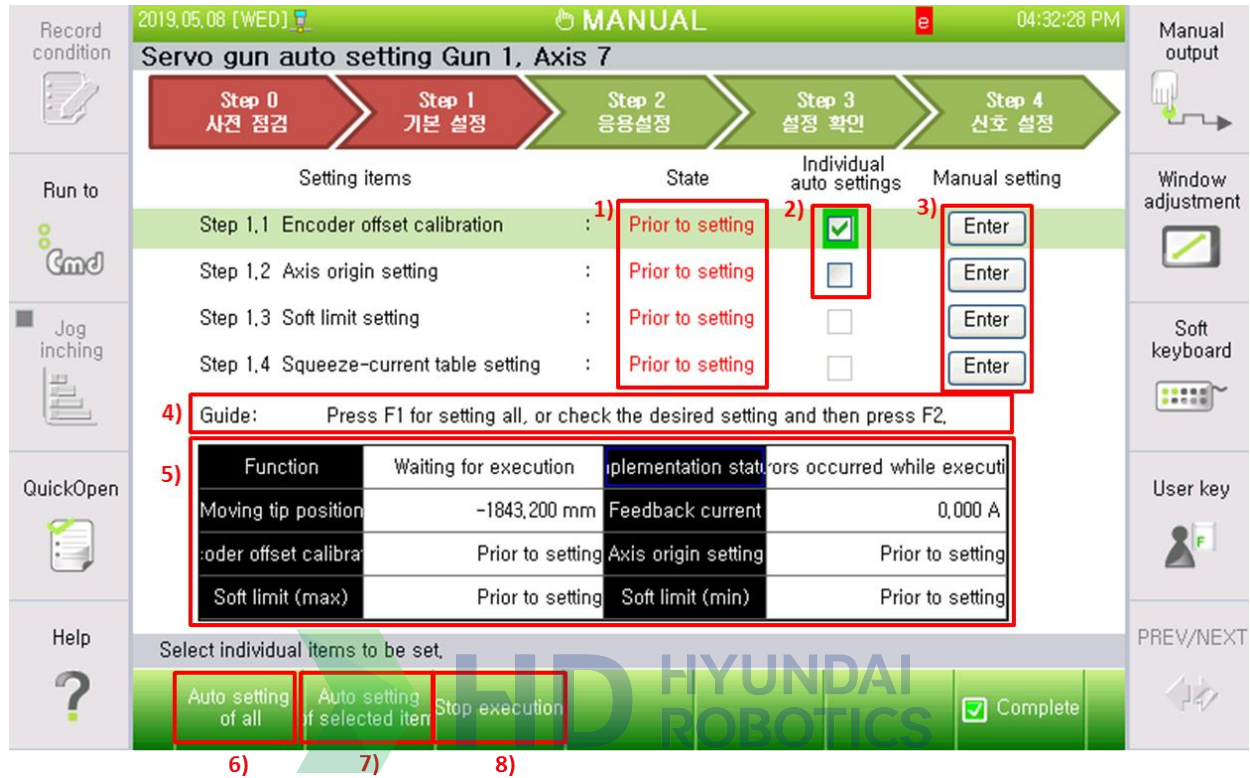 2019,05,08 [WED]
MANUAL
e
04:32:28 PM
Servo gun auto setting Gun 1, Axis 7
Record
condition
Run to
Cmd
Jog
inching
QuickOpen
Help
?
Step 0
사전 점검
Step 1
기본 설정
Step 2
응용설정
Step 3
설정 확인
Step 4
신호 설정
Setting items
State
Individual
auto settings
Manual setting
1)
2)
3)
Step 1,1 Encoder offset calibration : Prior to setting Enter
Step 1,2 Axis origin setting : Prior to setting Enter
Step 1,3 Soft limit setting : Prior to setting Enter
Step 1,4 Squeeze-current table setting : Prior to setting Enter
4) Guide: Press F1 for setting all, or check the desired setting and then press F2,
5)
Function Waiting for execution plementation statu rors occurred while executi
Moving tip position -1843,200 mm Feedback current 0,000 A
coder offset calibra Prior to setting Axis origin setting Prior to setting
Soft limit (max) Prior to setting Soft limit (min) Prior to setting
Select individual items to be set,
Auto setting
of all
Auto setting
of selected item
Stop execution
Complete
HD HYUNDAI
ROBOTICS
6)
7)
8)
Manual
output
Window
adjustment
Soft
keyboard
User key
F
PREV/NEXT